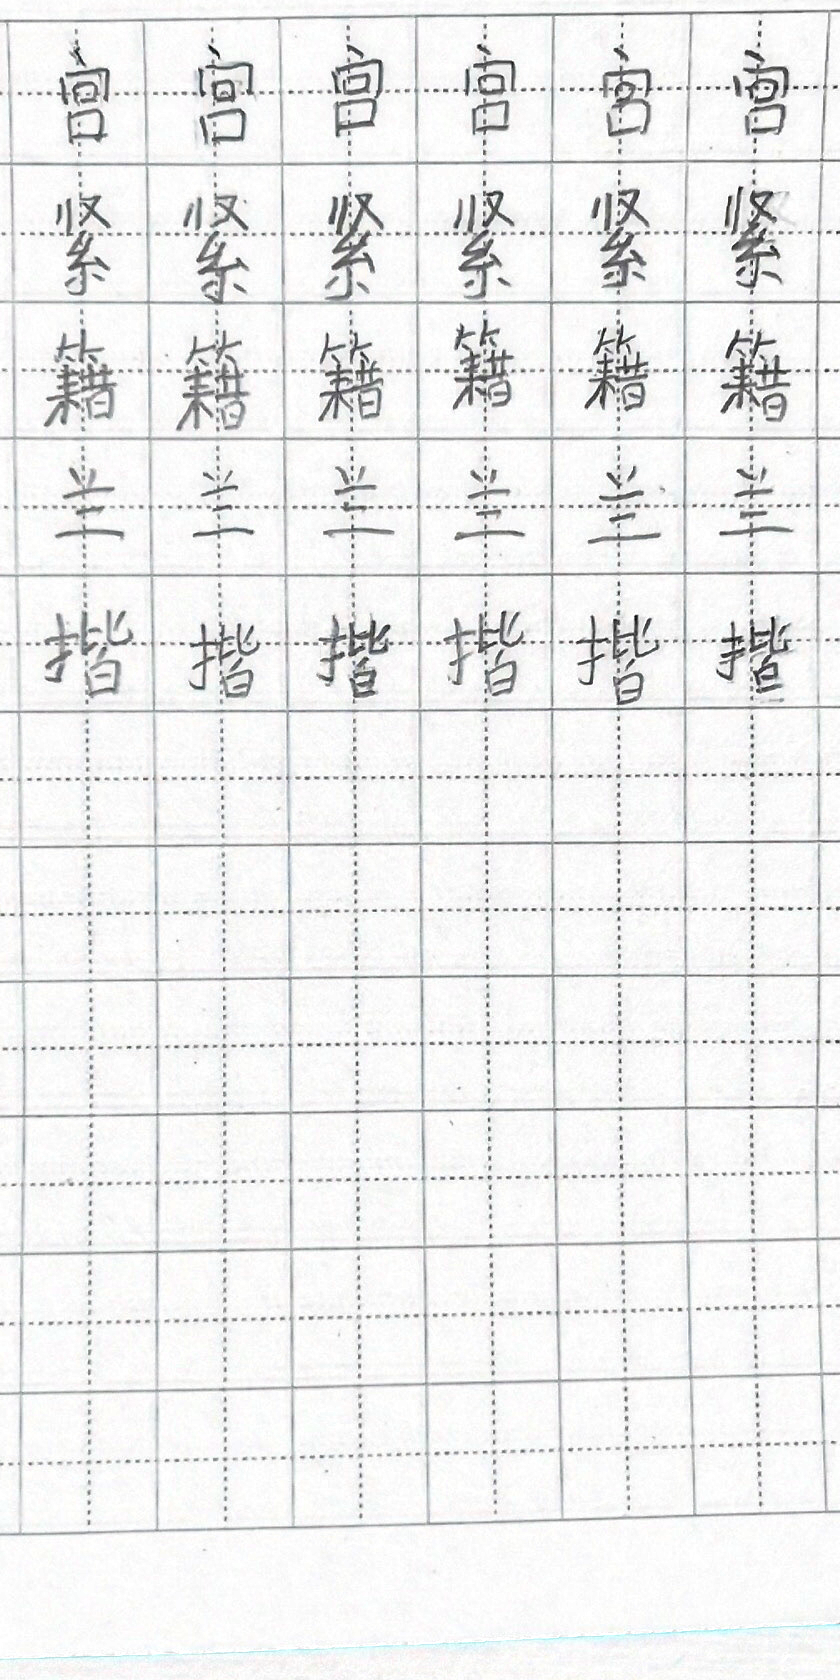 宫 宫 宫 宫 宫 宫
紧 紧 紧 紧 紧 紧
籍 籍 籍 籍 籍 籍
兰 兰 兰 兰 兰 兰
揩 揩 揩 揩 揩 揩